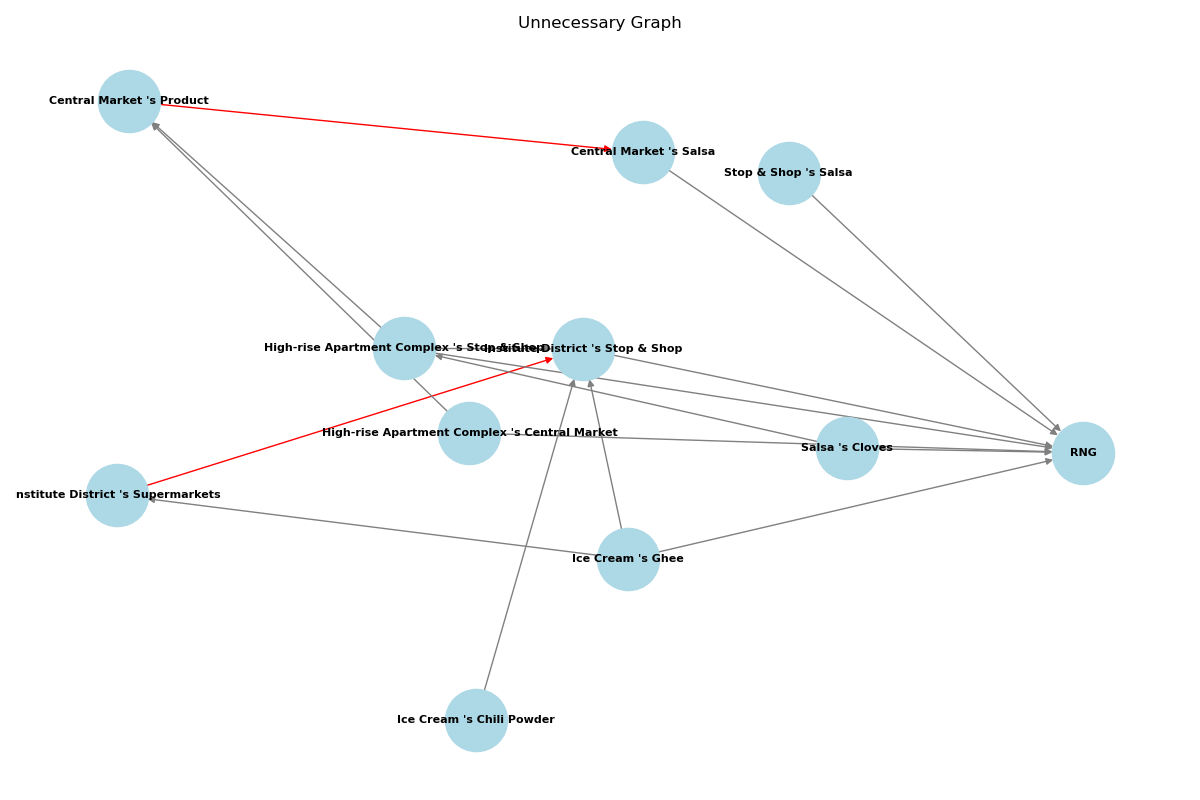 Unnecessary Graph
Central Market 's Product
Central Market 's Salsa
Stop & Shop 's Salsa
High-rise Apartment Complex 's Stop & Shop
Institute District 's Stop & Shop
High-rise Apartment Complex 's Central Market
Salsa 's Cloves
RNG
nstitute District 's Supermarkets
Ice Cream 's Ghee
Ice Cream 's Chili Powder